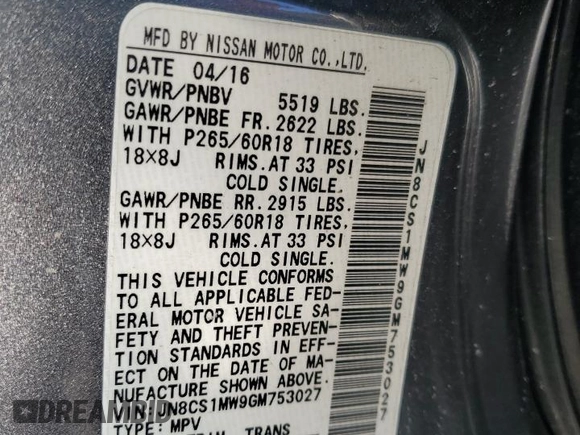 MFD BY NISSAN MOTOR CO.,LTD.
DATE 04/16
GVWR/PNBV 5519 LBS.
GAWR/PNBE FR. 2622 LBS.
WITH P265/60R18 TIRES,
18×8J RIMS.AT 33 PSI
COLD SINGLE.
GAWR/PNBE RR. 2915 LBS.
WITH P265/60R18 TIRES,
18×8J RIMS.AT 33 PSI
COLD SINGLE.
THIS VEHICLE CONFORMS
TO ALL APPLICABLE FED-
ERAL MOTOR VEHICLE SA-
FETY AND THEFT PREVEN-
TION STANDARDS IN EFF-
ECT ON THE DATE OF MA-
NUFACTURE SHOWN ABOVE.
VIN:JN8CS1MW9GM753027
TYPE: MPV
TRANS
JN8CS1MW9GM753027